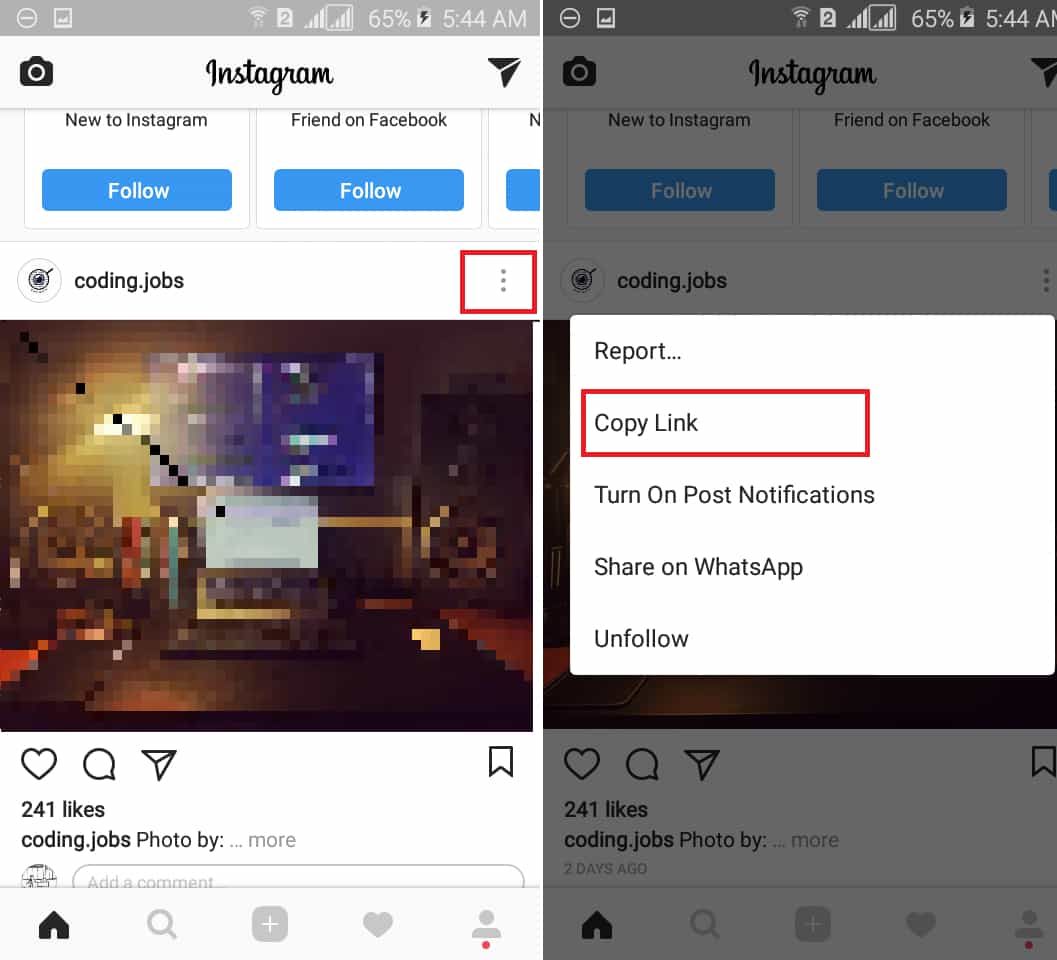 2 65% 5:44 AM
Instagram
New to Instagram Friend on Facebook N
Follow Follow
coding.jobs
241 likes
coding.jobs Photo by: ... more
Add a comment...
2 65% 5:44 AM
Instagram
New to Instagram Friend on Facebook
Follow Follow
coding.jobs
Report...
Copy Link
Turn On Post Notifications
Share on WhatsApp
Unfollow
241 likes
coding.jobs Photo by: ... more
2 DAYS AGO